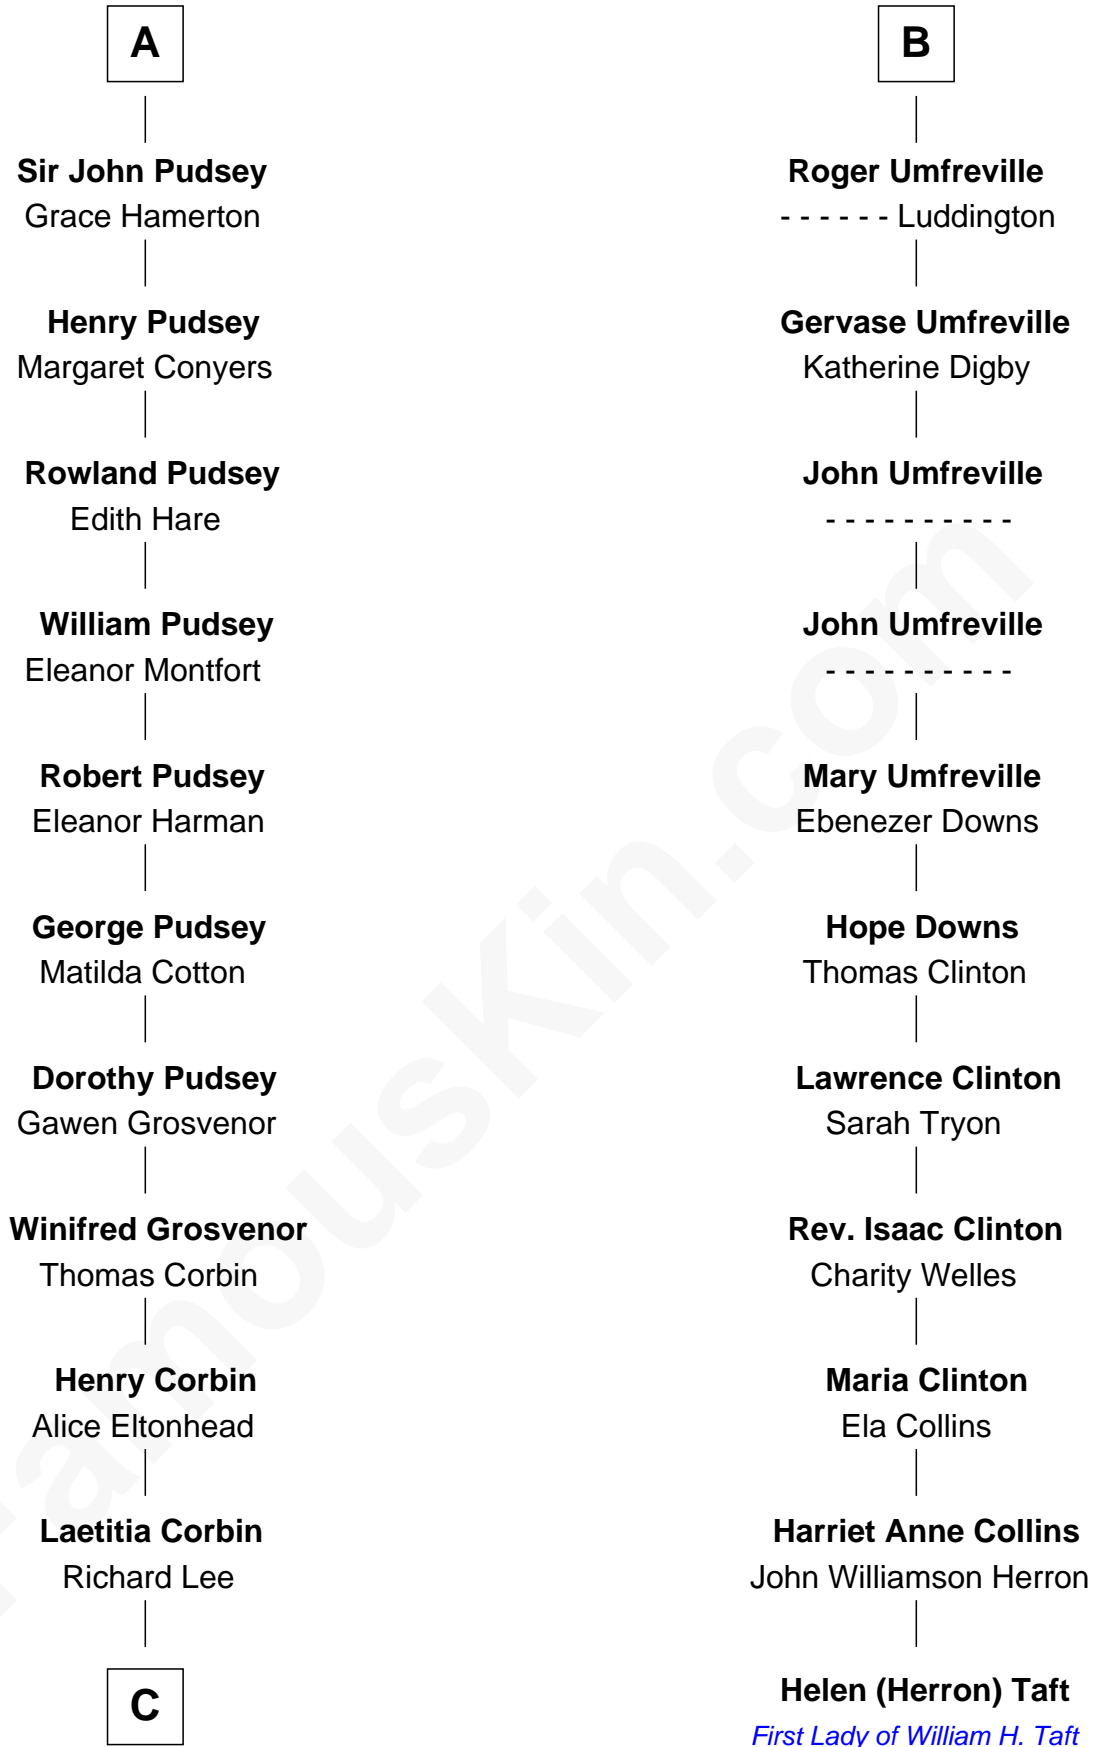 A
Sir John Pudsey
Grace Hamerton
Henry Pudsey
Margaret Conyers
Rowland Pudsey
Edith Hare
William Pudsey
Eleanor Montfort
Robert Pudsey
Eleanor Harman
George Pudsey
Matilda Cotton
Dorothy Pudsey
Gawen Grosvenor
Winifred Grosvenor
Thomas Corbin
Henry Corbin
Alice Eltonhead
Laetitia Corbin
Richard Lee
C
B
Roger Umfreville
- - - - - - Luddington
Gervase Umfreville
Katherine Digby
John Umfreville
- - - - - - - - - -
John Umfreville
- - - - - - - - - -
Mary Umfreville
Ebenezer Downs
Hope Downs
Thomas Clinton
Lawrence Clinton
Sarah Tryon
Rev. Isaac Clinton
Charity Welles
Maria Clinton
Ela Collins
Harriet Anne Collins
John Williamson Herron
Helen (Herron) Taft
First Lady of William H. Taft
FamousKin.com